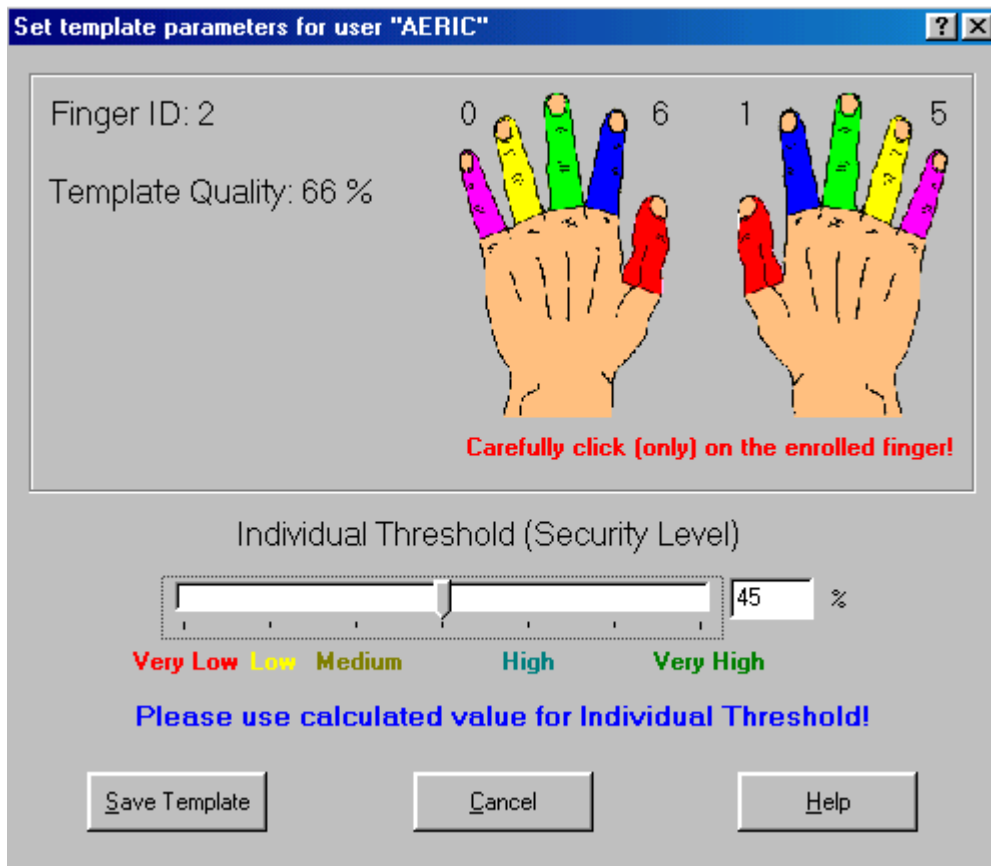 Set template parameters for user "AERIC"
Finger ID: 2
0 6 1 5
Template Quality: 66 %
Carefully click (only) on the enrolled finger!
Individual Threshold (Security Level)
45 %
Very Low Low Medium High Very High
Please use calculated value for Individual Threshold!
Save Template Cancel Help